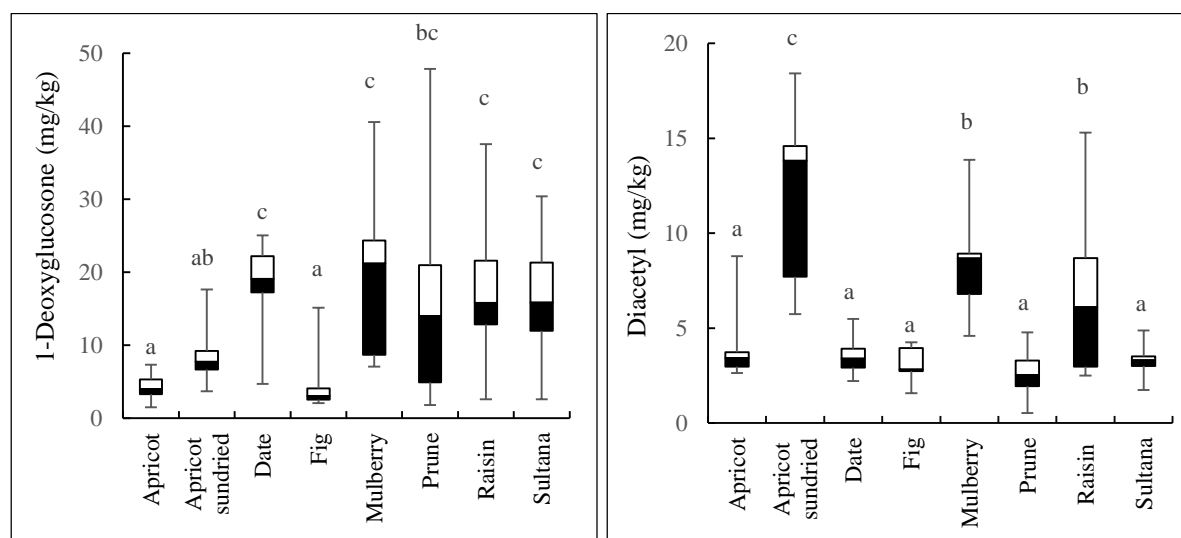 1-Deoxyglucosone (mg/kg)
50
40
30
20
10
0
a
ab
c
a
c
bc
c
c
Apricot
Apricot
sundried
Date
Fig
Mulberry
Prune
Raisin
Sultana
Diacetyl (mg/kg)
20
15
10
5
0
a
c
a
a
b
a
b
a
Apricot
Apricot
sundried
Date
Fig
Mulberry
Prune
Raisin
Sultana